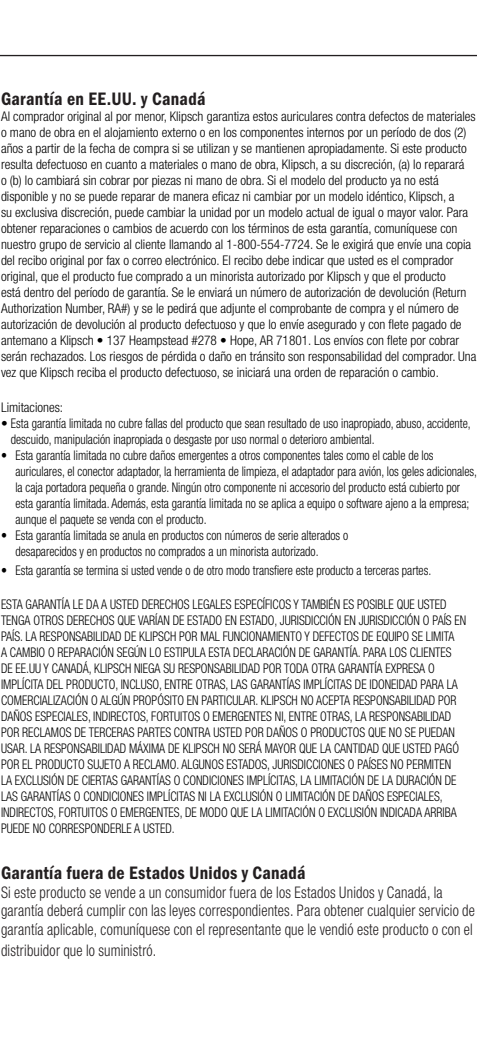 Garantía en EE.UU. y Canadá
Al comprador original al por menor, Klipsch garantiza estos auriculares contra defectos de materiales
o mano de obra en el alojamiento externo o en los componentes internos por un período de dos (2)
años a partir de la fecha de compra si se utilizan y se mantienen apropiadamente. Si este producto
resulta defectuoso en cuanto a materiales o mano de obra, Klipsch, a su discreción, (a) lo reparará
o (b) lo cambiará sin cobrar por piezas ni mano de obra. Si el modelo del producto ya no está
disponible y no se puede reparar de manera eficaz ni cambiar por un modelo idéntico, Klipsch, a
su exclusiva discreción, puede cambiar la unidad por un modelo actual de igual o mayor valor. Para
obtener reparaciones o cambios de acuerdo con los términos de esta garantía, comuníquese con
nuestro grupo de servicio al cliente llamando al 1-800-554-7724. Se le exigirá que envíe una copia
del recibo original por fax o correo electrónico. El recibo debe indicar que usted es el comprador
original, que el producto fue comprado a un minorista autorizado por Klipsch y que el producto
está dentro del período de garantía. Se le enviará un número de autorización de devolución (Return
Authorization Number, RA#) y se le pedirá que adjunte el comprobante de compra y el número de
autorización de devolución al producto defectuoso y que lo envíe asegurado y con flete pagado de
antemano a Klipsch • 137 Heampstead #278 • Hope, AR 71801. Los envíos con flete por cobrar
serán rechazados. Los riesgos de pérdida o daño en tránsito son responsabilidad del comprador. Una
vez que Klipsch reciba el producto defectuoso, se iniciará una orden de reparación o cambio.
Limitaciones:
• Esta garantía limitada no cubre fallas del producto que sean resultado de uso inapropiado, abuso, accidente,
descuido, manipulación inapropiada o desgaste por uso normal o deterioro ambiental.
• Esta garantía limitada no cubre daños emergentes a otros componentes tales como el cable de los
auriculares, el conector adaptador, la herramienta de limpieza, el adaptador para avión, los geles adicionales,
la caja portadora pequeña o grande. Ningún otro componente ni accesorio del producto está cubierto por
esta garantía limitada. Además, esta garantía limitada no se aplica a equipo o software ajeno a la empresa;
aunque el paquete se venda con el producto.
• Esta garantía limitada se anula en productos con números de serie alterados o
desaparecidos y en productos no comprados a un minorista autorizado.
• Esta garantía se termina si usted vende o de otro modo transfiere este producto a terceras partes.
ESTA GARANTÍA LE DA A USTED DERECHOS LEGALES ESPECÍFICOS Y TAMBIÉN ES POSIBLE QUE USTED
TENGA OTROS DERECHOS QUE VARÍAN DE ESTADO EN ESTADO, JURISDICCIÓN EN JURISDICCIÓN O PAÍS EN
PAÍS. LA RESPONSABILIDAD DE KLIPSCH POR MAL FUNCIONAMIENTO Y DEFECTOS DE EQUIPO SE LIMITA
A CAMBIO O REPARACIÓN SEGÚN LO ESTIPULA ESTA DECLARACIÓN DE GARANTÍA. PARA LOS CLIENTES
DE EE.UU Y CANADÁ, KLIPSCH NIEGA SU RESPONSABILIDAD POR TODA OTRA GARANTÍA EXPRESA O
IMPLÍCITA DEL PRODUCTO, INCLUSO, ENTRE OTRAS, LAS GARANTÍAS IMPLÍCITAS DE IDONEIDAD PARA LA
COMERCIALIZACIÓN O ALGÚN PROPÓSITO EN PARTICULAR. KLIPSCH NO ACEPTA RESPONSABILIDAD POR
DAÑOS ESPECIALES, INDIRECTOS, FORTUITOS O EMERGENTES NI, ENTRE OTRAS, LA RESPONSABILIDAD
POR RECLAMOS DE TERCERAS PARTES CONTRA USTED POR DAÑOS O PRODUCTOS QUE NO SE PUEDAN
USAR. LA RESPONSABILIDAD MÁXIMA DE KLIPSCH NO SERÁ MAYOR QUE LA CANTIDAD QUE USTED PAGÓ
POR EL PRODUCTO SUJETO A RECLAMO. ALGUNOS ESTADOS, JURISDICCIONES O PAÍSES NO PERMITEN
LA EXCLUSIÓN DE CIERTAS GARANTÍAS O CONDICIONES IMPLÍCITAS, LA LIMITACIÓN DE LA DURACIÓN DE
LAS GARANTÍAS O CONDICIONES IMPLÍCITAS NI LA EXCLUSIÓN O LIMITACIÓN DE DAÑOS ESPECIALES,
INDIRECTOS, FORTUITOS O EMERGENTES, DE MODO QUE LA LIMITACIÓN O EXCLUSIÓN INDICADA ARRIBA
PUEDE NO CORRESPONDERLE A USTED.
Garantía fuera de Estados Unidos y Canadá
Si este producto se vende a un consumidor fuera de los Estados Unidos y Canadá, la
garantía deberá cumplir con las leyes correspondientes. Para obtener cualquier servicio de
garantía aplicable, comuníquese con el representante que le vendió este producto o con el
distribuidor que lo suministró.